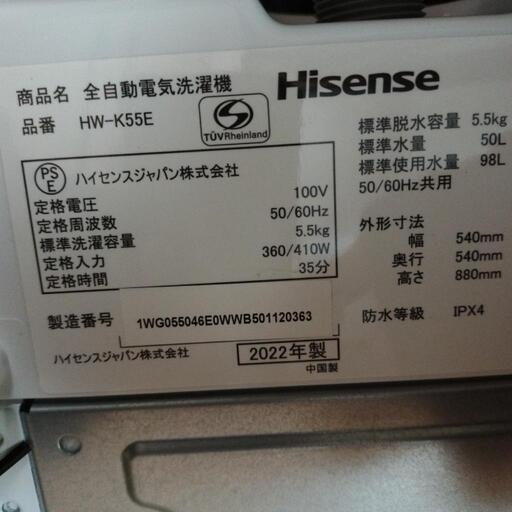 商品名 全自動電気洗濯機
品番 HW-K55E
TÜVRheinland
Hisense
PS
E
ハイセンスジャパン株式会社
定格電圧 100V
定格周波数 50/60Hz
標準洗濯容量 5.5kg
定格入力 360/410W
定格時間 35分
標準脱水容量 5.5kg
標準水量 50L
標準使用水量 98L
50/60Hz共用
外形寸法
幅 540mm
奥行 540mm
高さ 880mm
防水等級 IPX4
製造番号 1WG055046E0WWB501120363
ハイセンスジャパン株式会社
2022年製
中国製